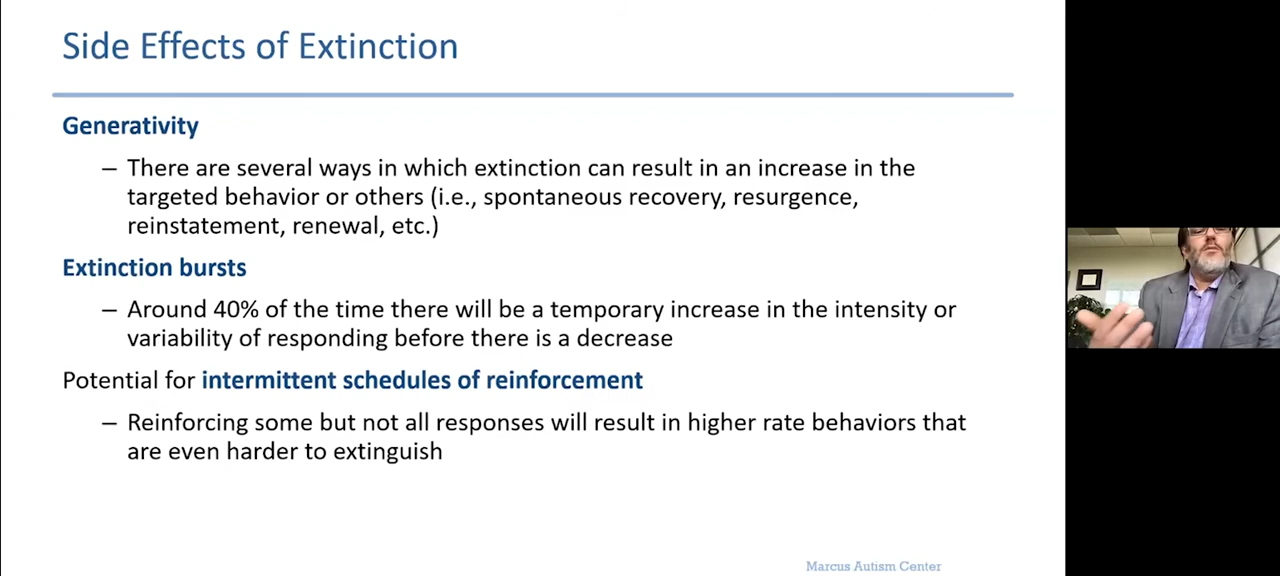 Side Effects of Extinction
Generativity
– There are several ways in which extinction can result in an increase in the
targeted behavior or others (i.e., spontaneous recovery, resurgence,
reinstatement, renewal, etc.)
Extinction bursts
– Around 40% of the time there will be a temporary increase in the intensity or
variability of responding before there is a decrease
Potential for intermittent schedules of reinforcement
– Reinforcing some but not all responses will result in higher rate behaviors that
are even harder to extinguish
Marcus Autism Center